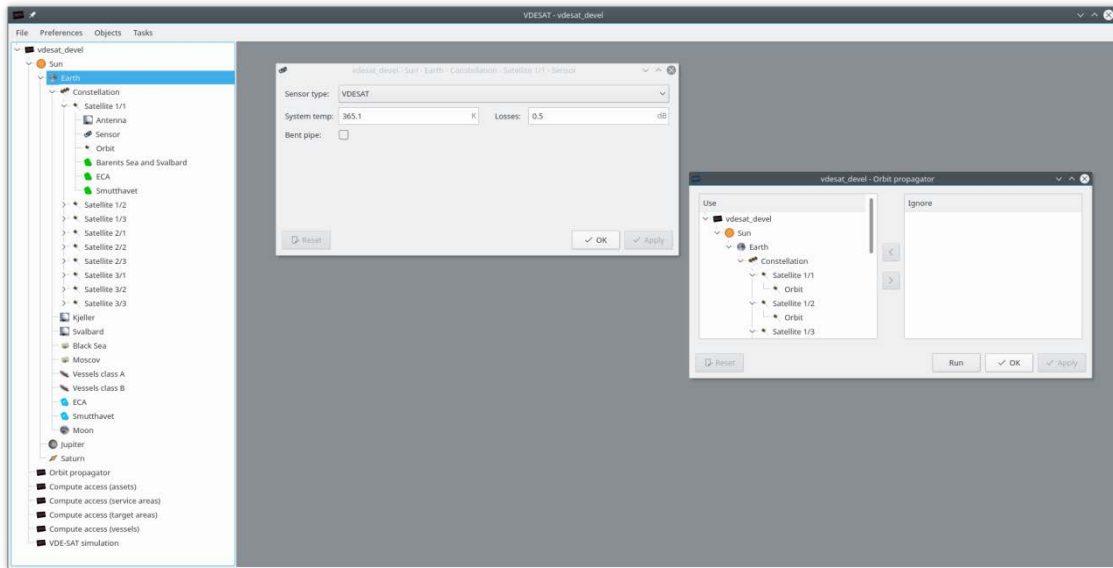 VDESAT - vdesat_devel
File Preferences Objects Tasks
vdesat_devel
Sun
Earth
Constellation
Satellite 1/1
Antenna
Sensor
Orbit
Barents Sea and Svalbard
ECA
Smutthavet
Satellite 1/2
Satellite 1/3
Satellite 2/1
Satellite 2/2
Satellite 2/3
Satellite 3/1
Satellite 3/2
Satellite 3/3
Kjeller
Svalbard
Black Sea
Moscov
Vessels class A
Vessels class B
ECA
Smutthavet
Moon
Jupiter
Saturn
Orbit propagator
Compute access (assets)
Compute access (service areas)
Compute access (target areas)
Compute access (vessels)
VDE-SAT simulation
vdesat_devel - Sun - Earth - Constellation - Satellite 1/1 - Sensor
Sensor type: VDESAT
System temp: 365.1 K Losses: 0.5 dB
Bent pipe:
Reset OK Apply
vdesat_devel - Orbit propagator
Use Ignore
vdesat_devel
Sun
Earth
Constellation
Satellite 1/1
Orbit
Satellite 1/2
Orbit
Satellite 1/3
Reset Run OK Apply